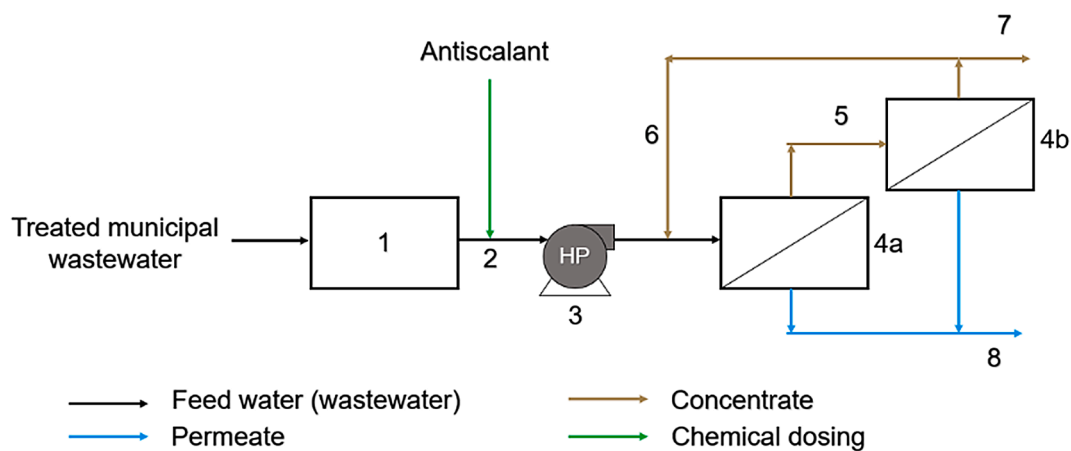 7
Antiscalant
5
6
4b
Treated municipal
wastewater
1
2
HP
4a
3
8
Feed water (wastewater)
Concentrate
Permeate
Chemical dosing